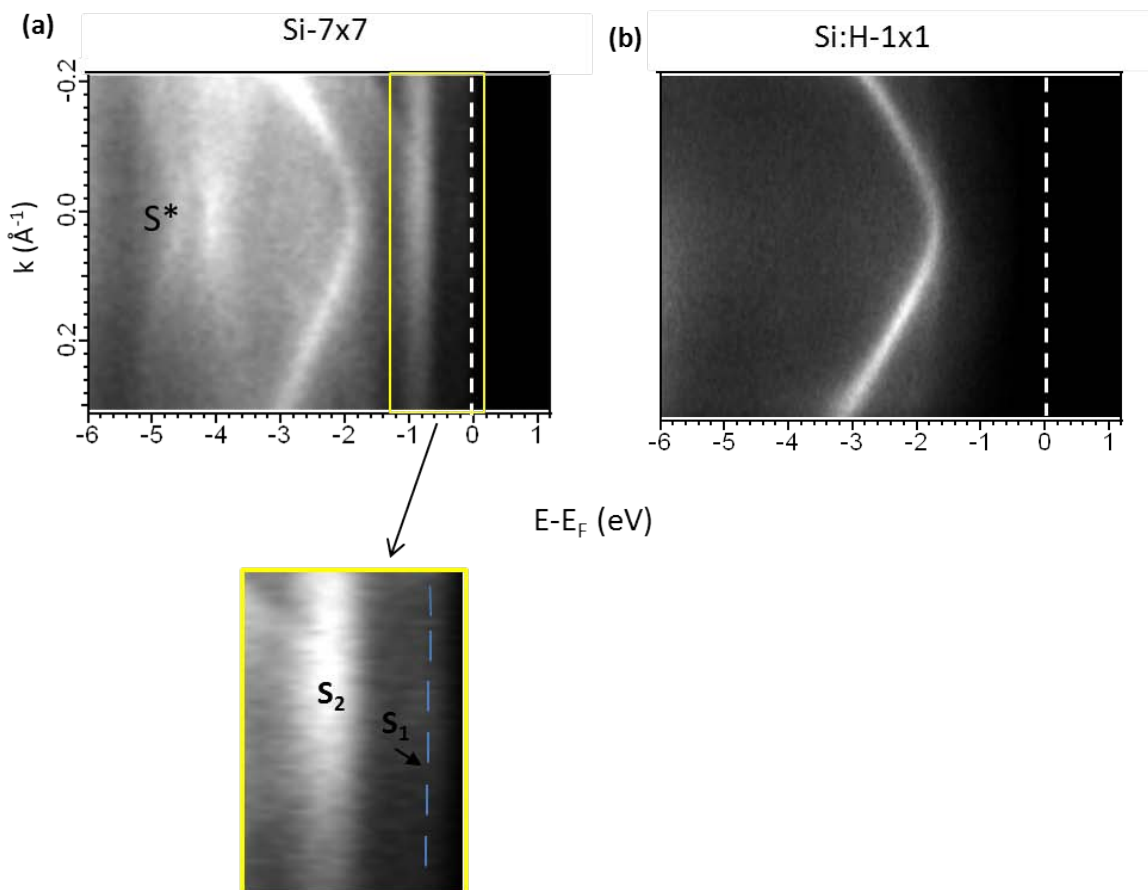 (a) Si-7x7
(b) Si:H-1x1
-0.2
0.0
0.2
k (Å⁻¹)
S*
-6 -5 -4 -3 -2 -1 0 1
-6 -5 -4 -3 -2 -1 0 1
E-E_F (eV)
S₂
S₁